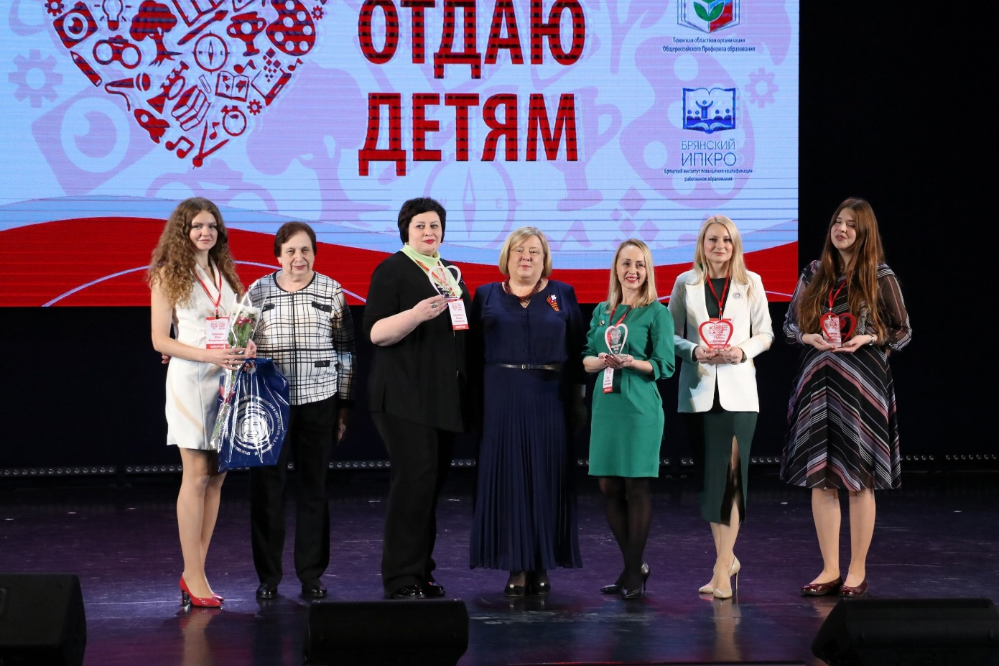 ОТДАЮ
ДЕТЯМ
Брянская областная организация
Общероссийского Профсоюза образования
БРЯНСКИЙ
ИПКРО
Брянский институт повышения квалификации
работников образования